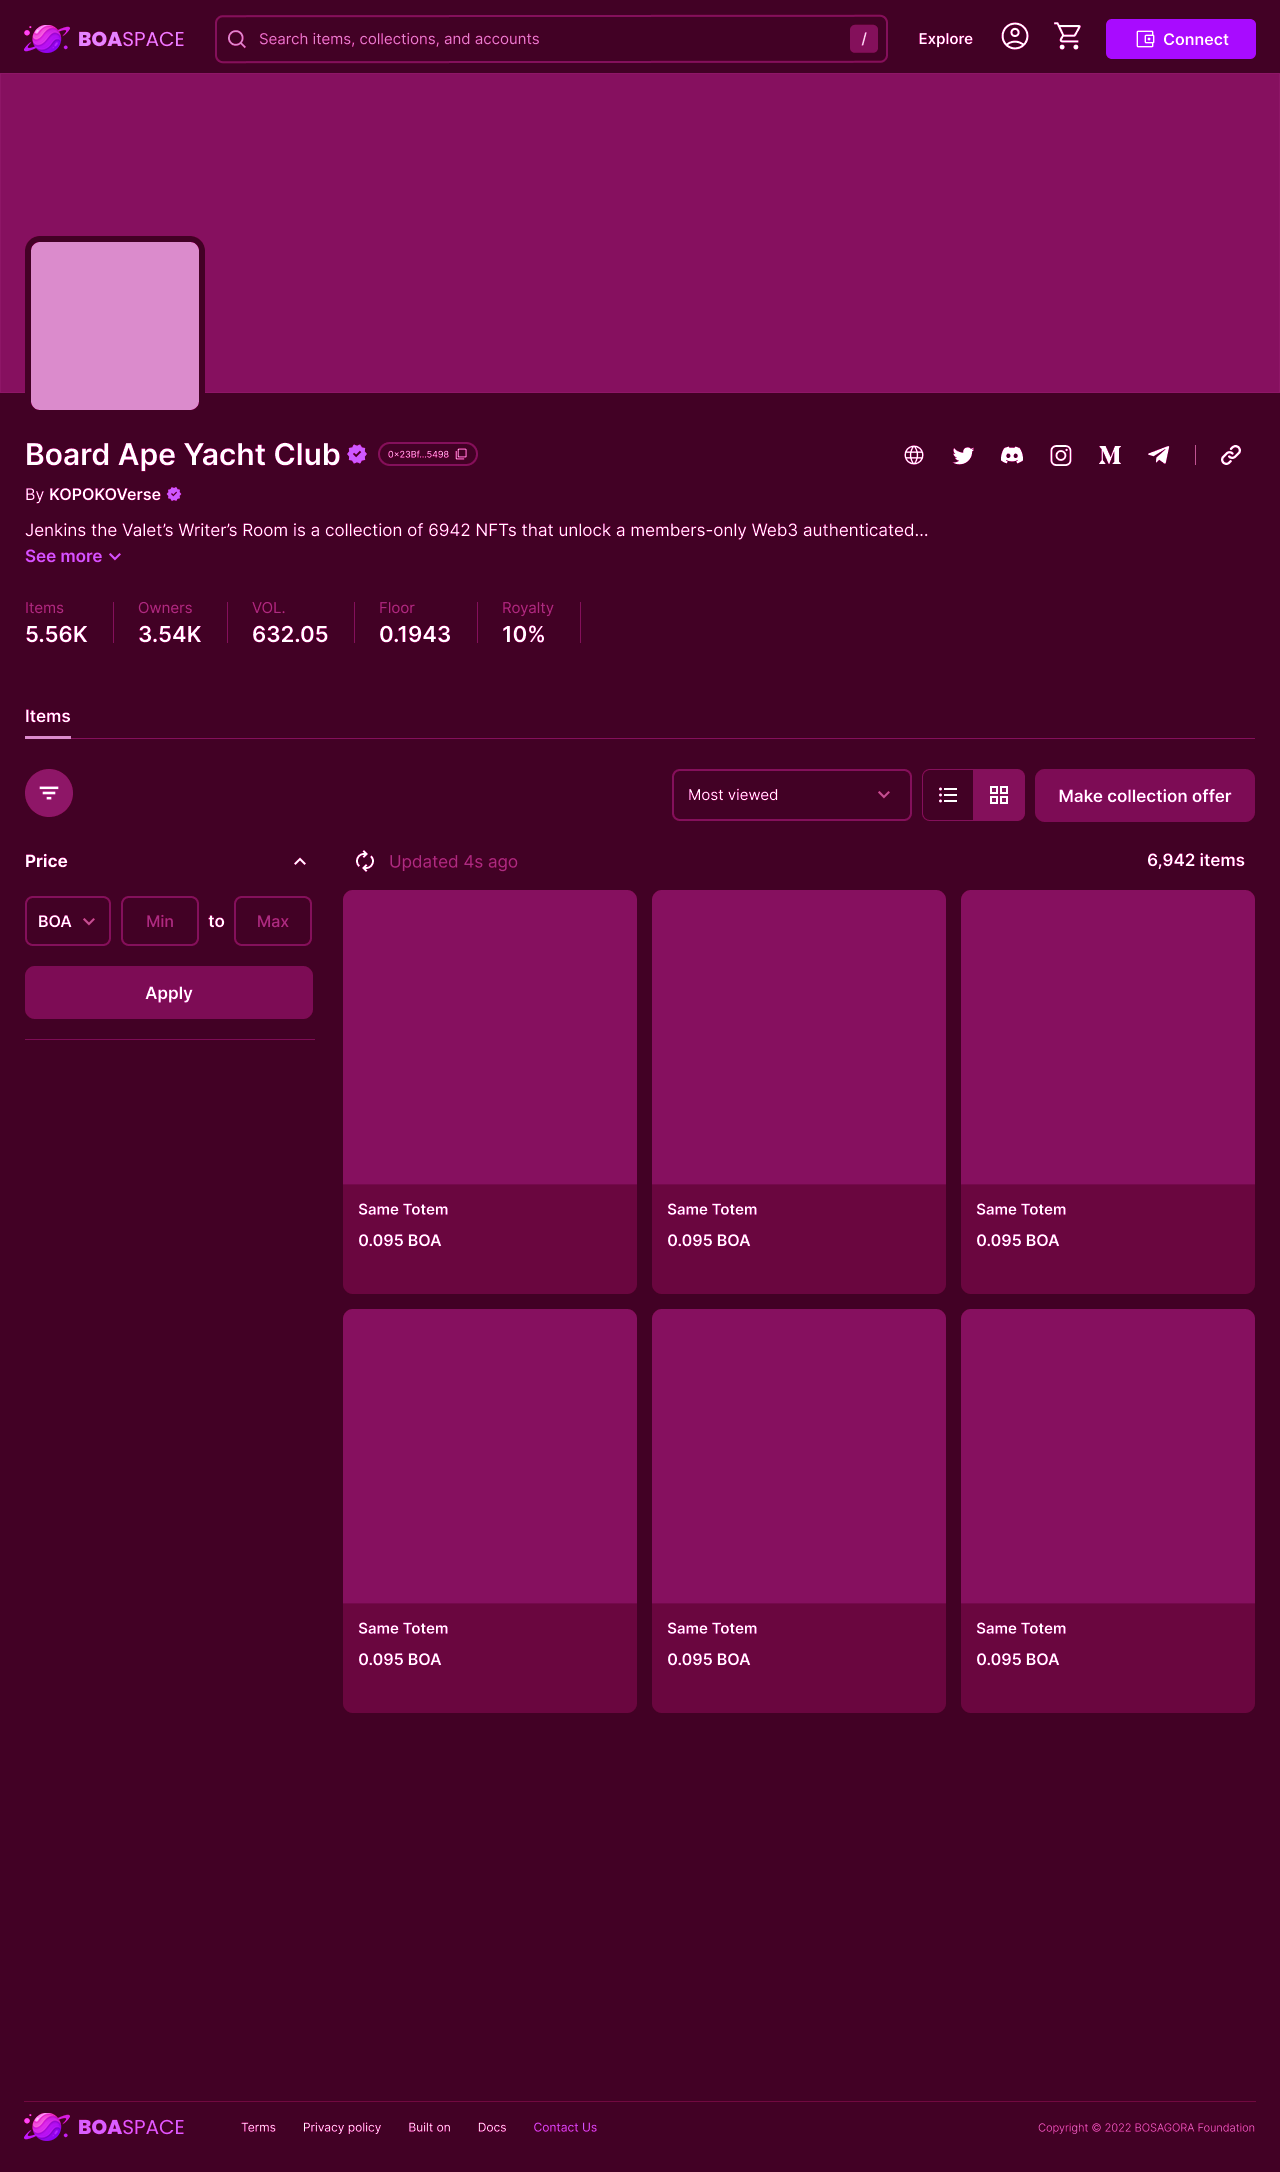 BOASPACE
Search items, collections, and accounts
/
Explore
Connect
Board Ape Yacht Club
0x23Bf...5498
By KOPOKOVerse
Jenkins the Valet’s Writer’s Room is a collection of 6942 NFTs that unlock a members-only Web3 authenticated...
See more
Items
Owners
VOL.
Floor
Royalty
5.56K
3.54K
632.05
0.1943
10%
Items
Most viewed
Make collection offer
Price
Updated 4s ago
6,942 items
BOA
Min
to
Max
Apply
Same Totem
0.095 BOA
Same Totem
0.095 BOA
Same Totem
0.095 BOA
Same Totem
0.095 BOA
Same Totem
0.095 BOA
Same Totem
0.095 BOA
BOASPACE
Terms
Privacy policy
Built on
Docs
Contact Us
Copyright © 2022 BOSAGORA Foundation